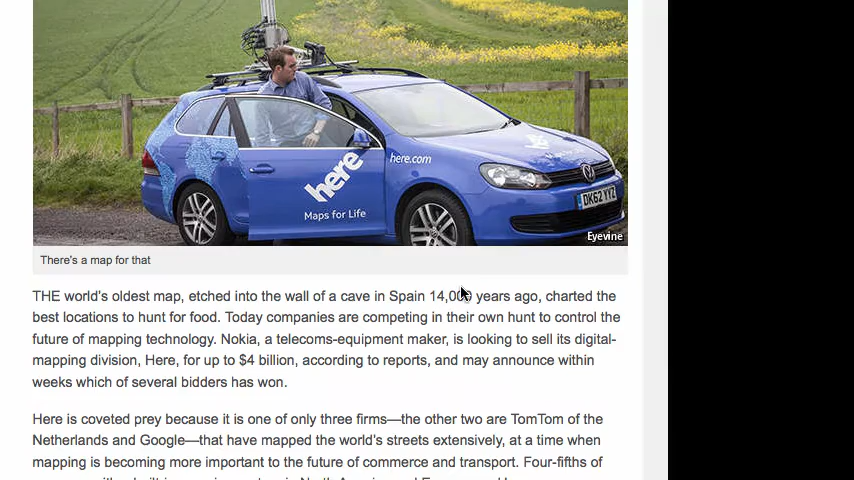 here.com
here
Maps for Life
DK62 YYZ
Eyevine
There's a map for that
THE world's oldest map, etched into the wall of a cave in Spain 14,000 years ago, charted the
best locations to hunt for food. Today companies are competing in their own hunt to control the
future of mapping technology. Nokia, a telecoms-equipment maker, is looking to sell its digital-
mapping division, Here, for up to $4 billion, according to reports, and may announce within
weeks which of several bidders has won.
Here is coveted prey because it is one of only three firms—the other two are TomTom of the
Netherlands and Google—that have mapped the world's streets extensively, at a time when
mapping is becoming more important to the future of commerce and transport. Four-fifths of